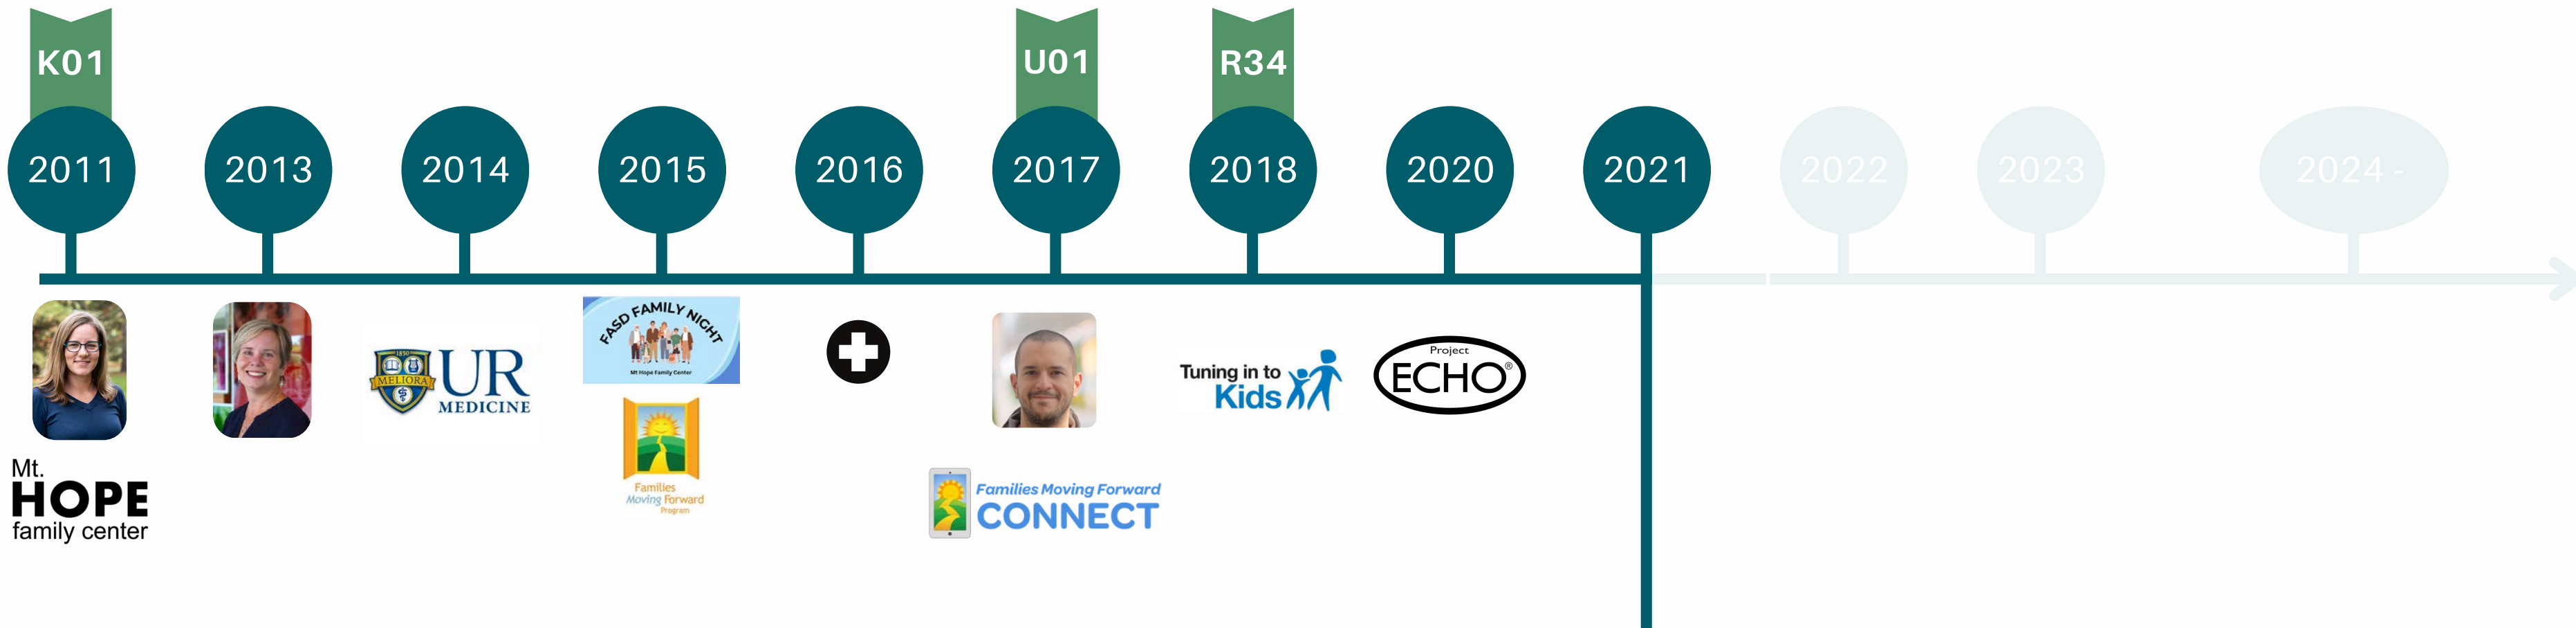 K01
U01
R34
2011
2013
2014
2015
2016
2017
2018
2020
2021
2022
2023
2024 -
Mt.
HOPE
family center
1850
MELIORA
UR
MEDICINE
FASD FAMILY NIGHT
Mt Hope Family Center
Families
Moving Forward
Program
Families Moving Forward
CONNECT
Tuning in to
Kids
Project
ECHO®